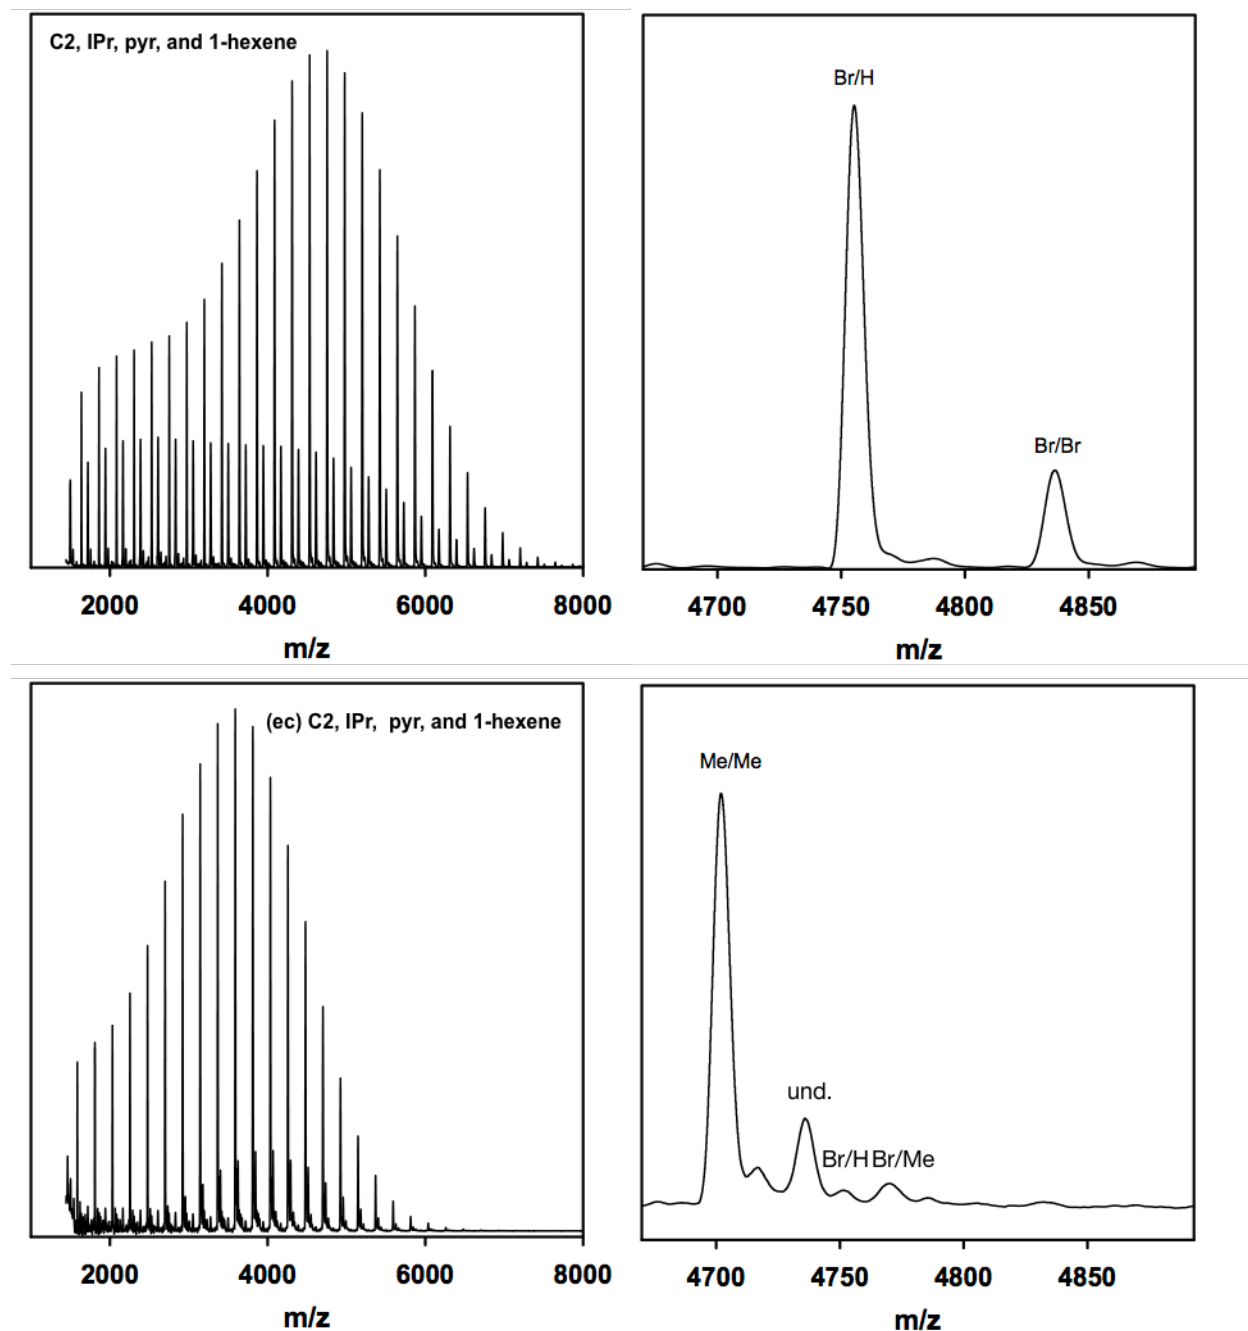 C2, IPr, pyr, and 1-hexene
2000 4000 6000 8000
m/z
Br/H
Br/Br
4700 4750 4800 4850
m/z
(ec) C2, IPr, pyr, and 1-hexene
2000 4000 6000 8000
m/z
Me/Me
und.
Br/H Br/Me
4700 4750 4800 4850
m/z